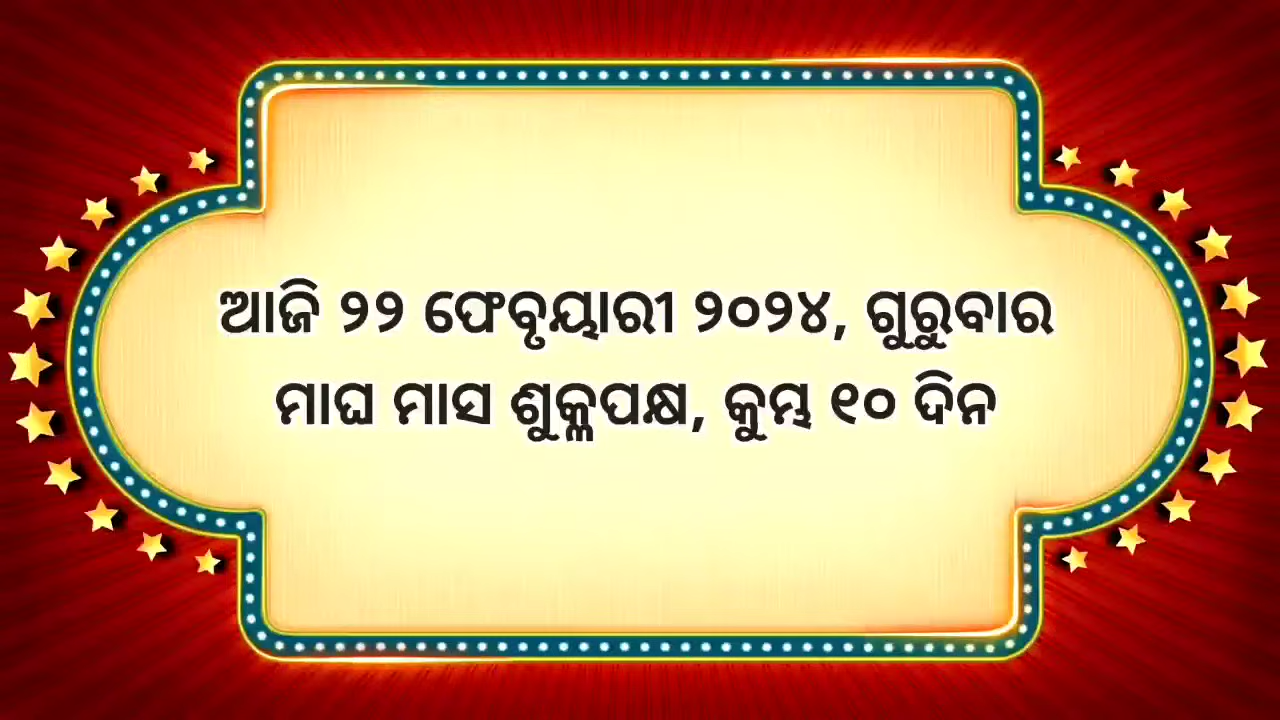 ଆଜି ୨୨ ଫେବୃୟାରୀ ୨୦୨୪, ଗୁରୁବାର
ମାଘ ମାସ ଶୁକ୍ଳପକ୍ଷ, କୁମ୍ଭ ୧୦ ଦିନ